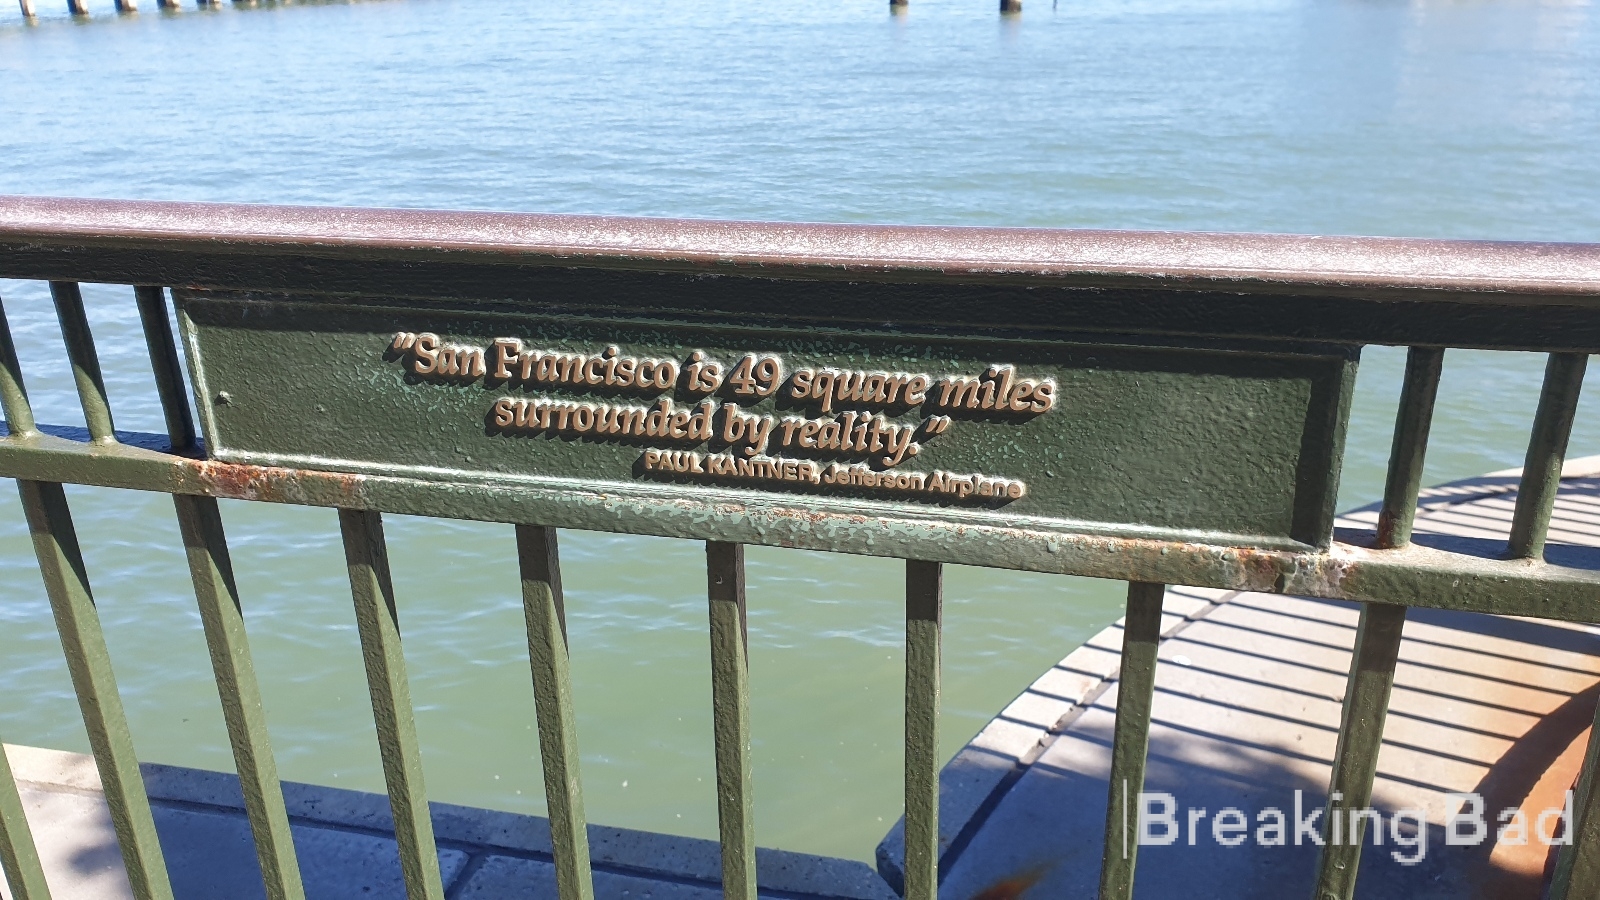 "San Francisco is 49 square miles
surrounded by reality."
PAUL KANTNER, Jefferson Airplane
Breaking Bad